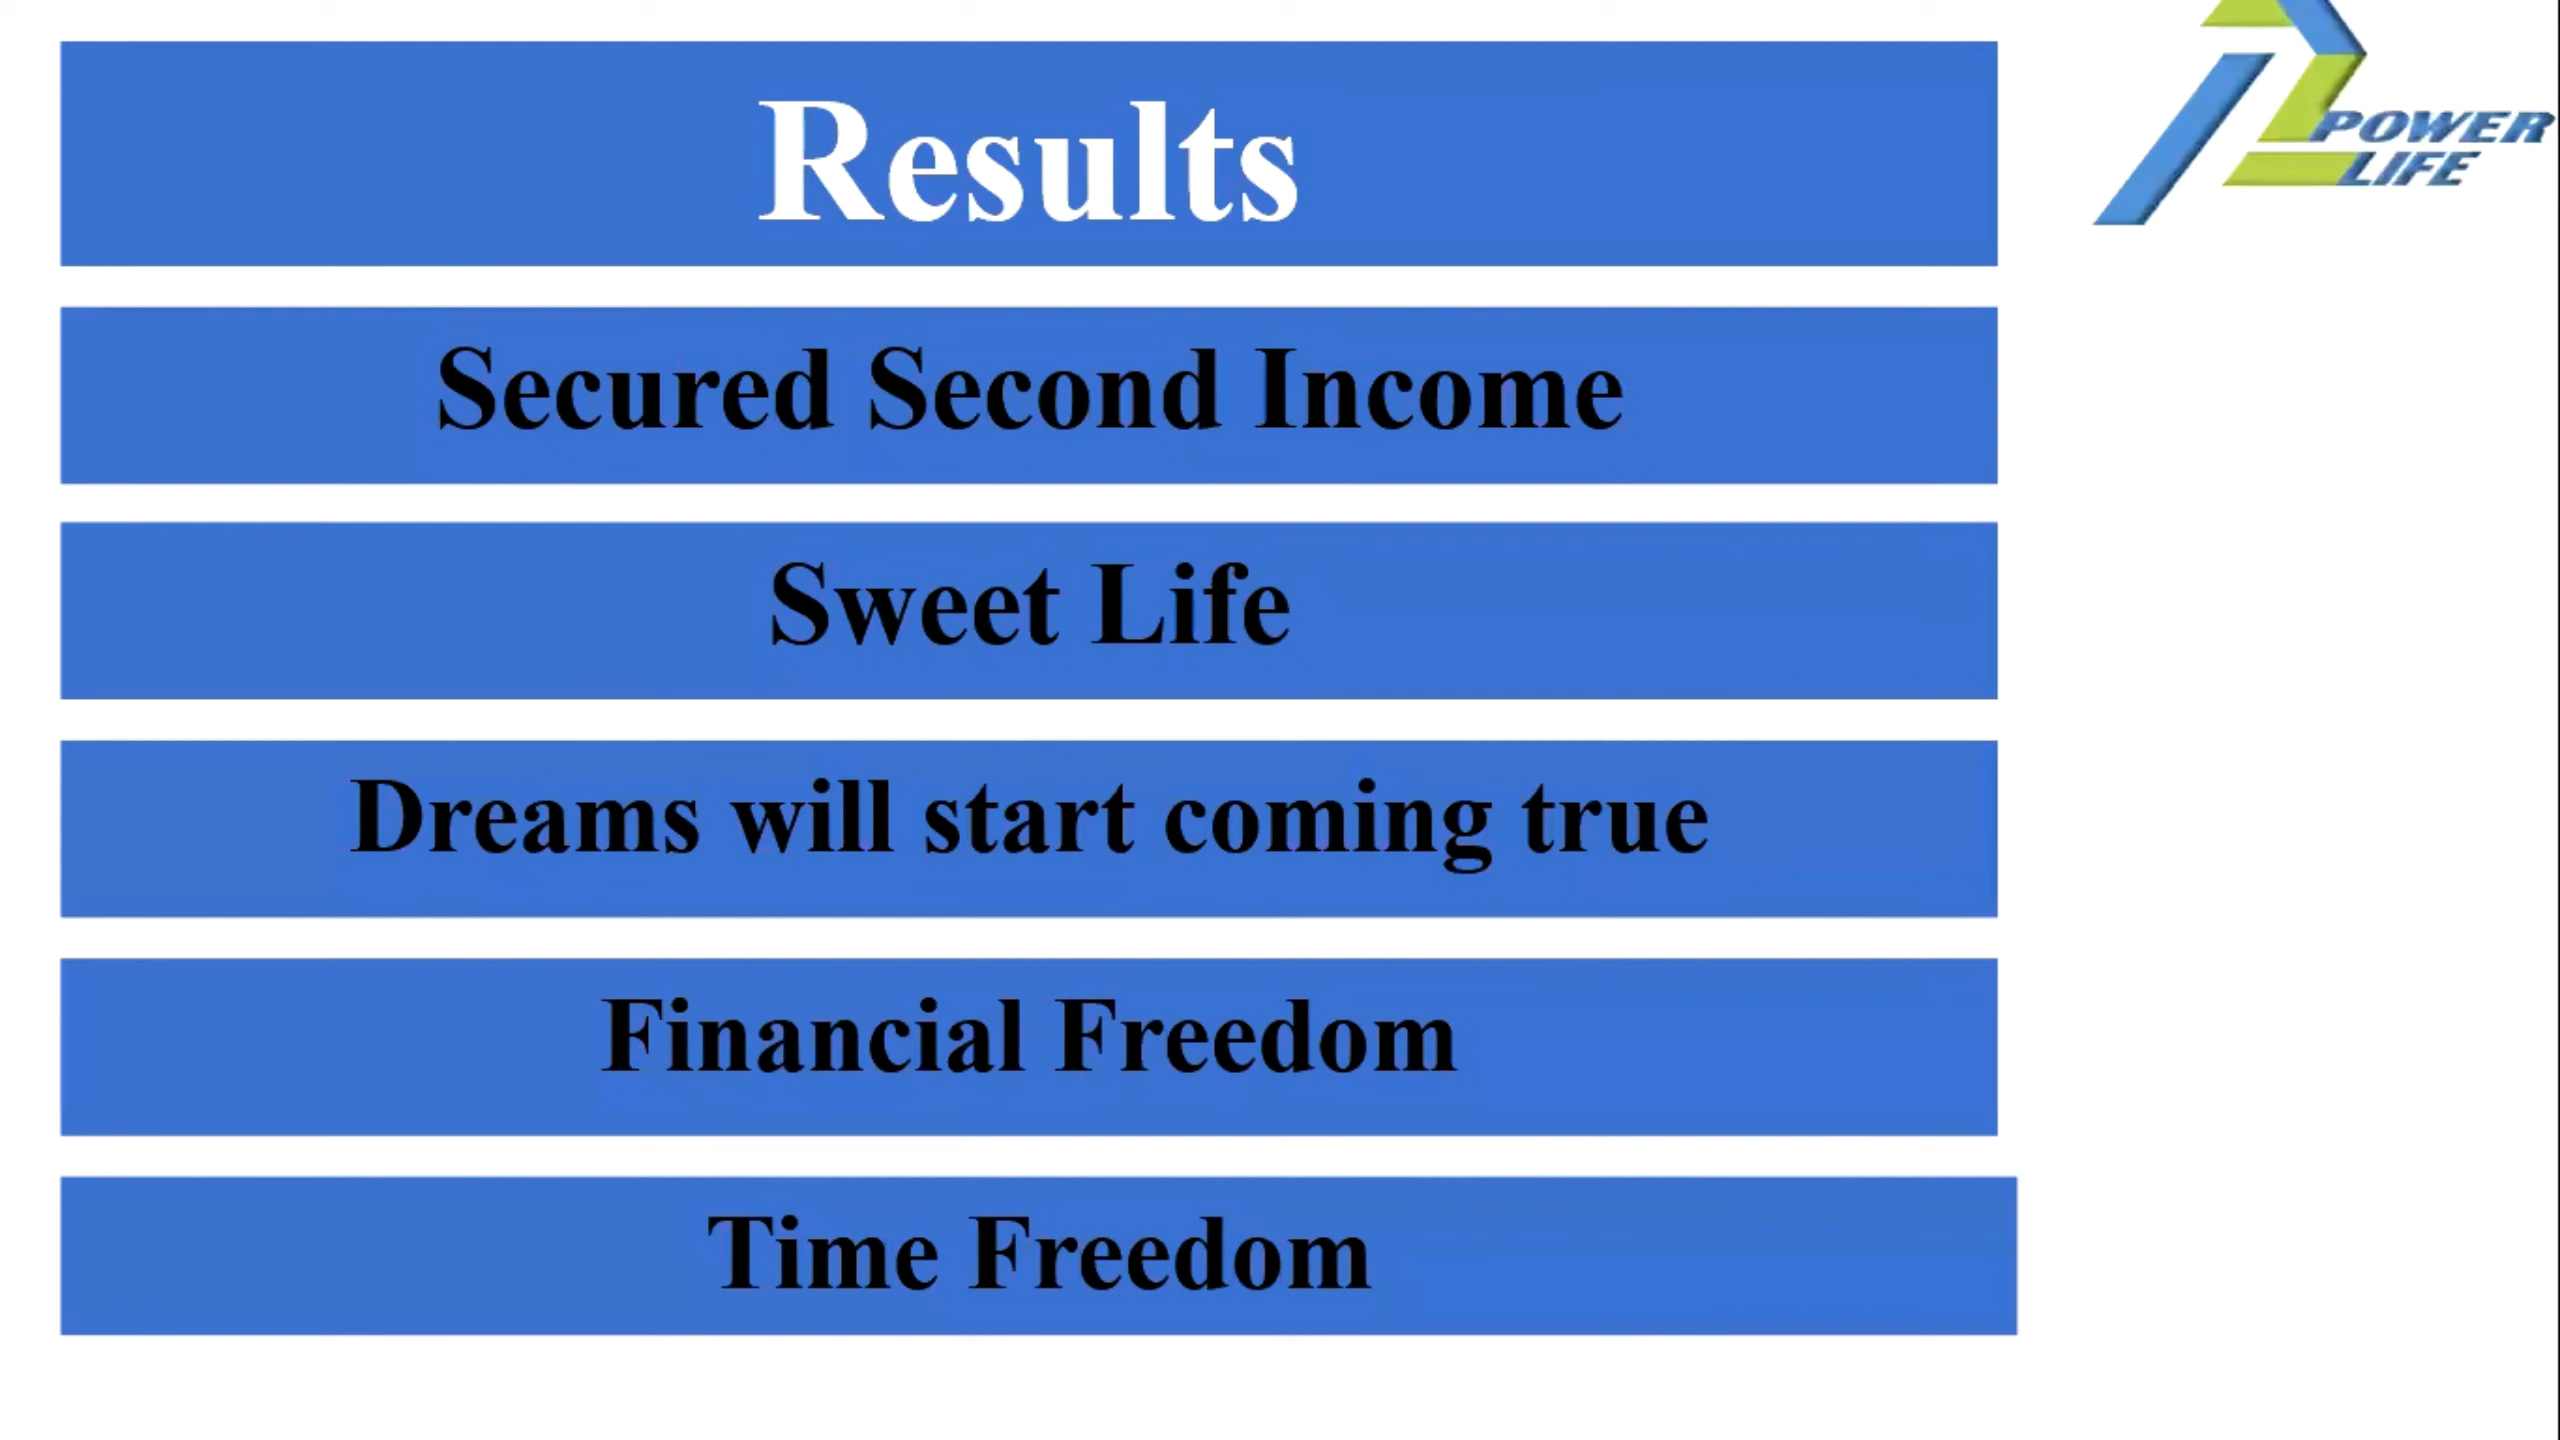 Results
POWER
LIFE
Secured Second Income
Sweet Life
Dreams will start coming true
Financial Freedom
Time Freedom